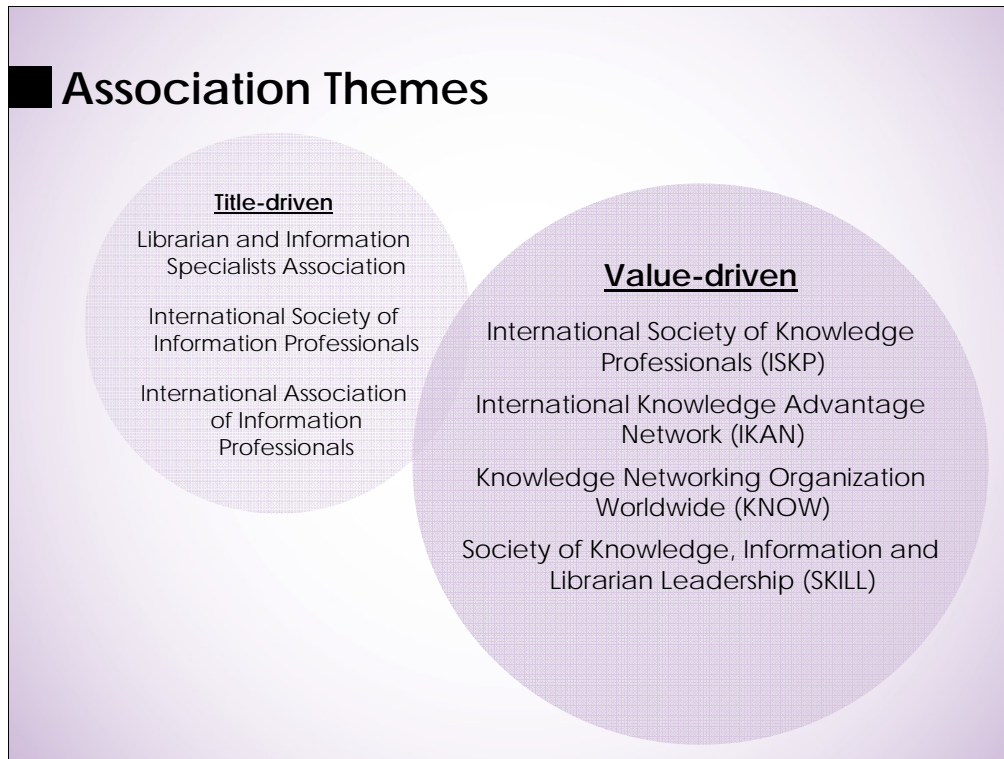 Association Themes
Title-driven
Librarian and Information
Specialists Association
International Society of
Information Professionals
International Association
of Information
Professionals
Value-driven
International Society of Knowledge
Professionals (ISKP)
International Knowledge Advantage
Network (IKAN)
Knowledge Networking Organization
Worldwide (KNOW)
Society of Knowledge, Information and
Librarian Leadership (SKILL)